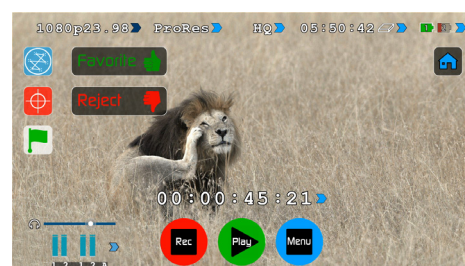 1080p23.98 ProRes HQ 05:50:42
Favorite
Reject
00:00:45:21
Rec Play Menu